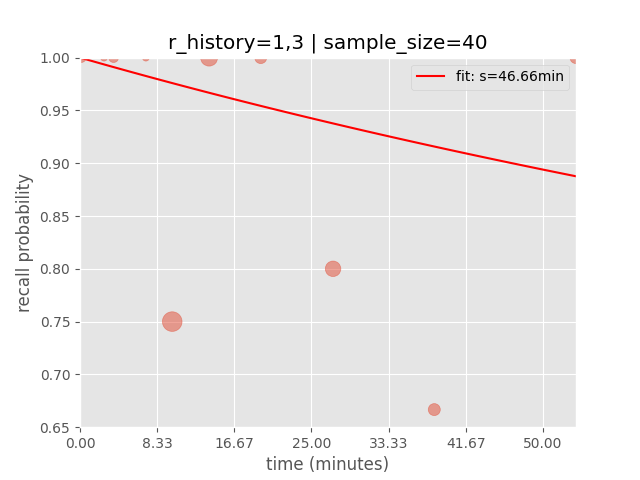 r_history=1,3 | sample_size=40
fit: s=46.66min
recall probability
1.00
0.95
0.90
0.85
0.80
0.75
0.70
0.65
0.00 8.33 16.67 25.00 33.33 41.67 50.00
time (minutes)